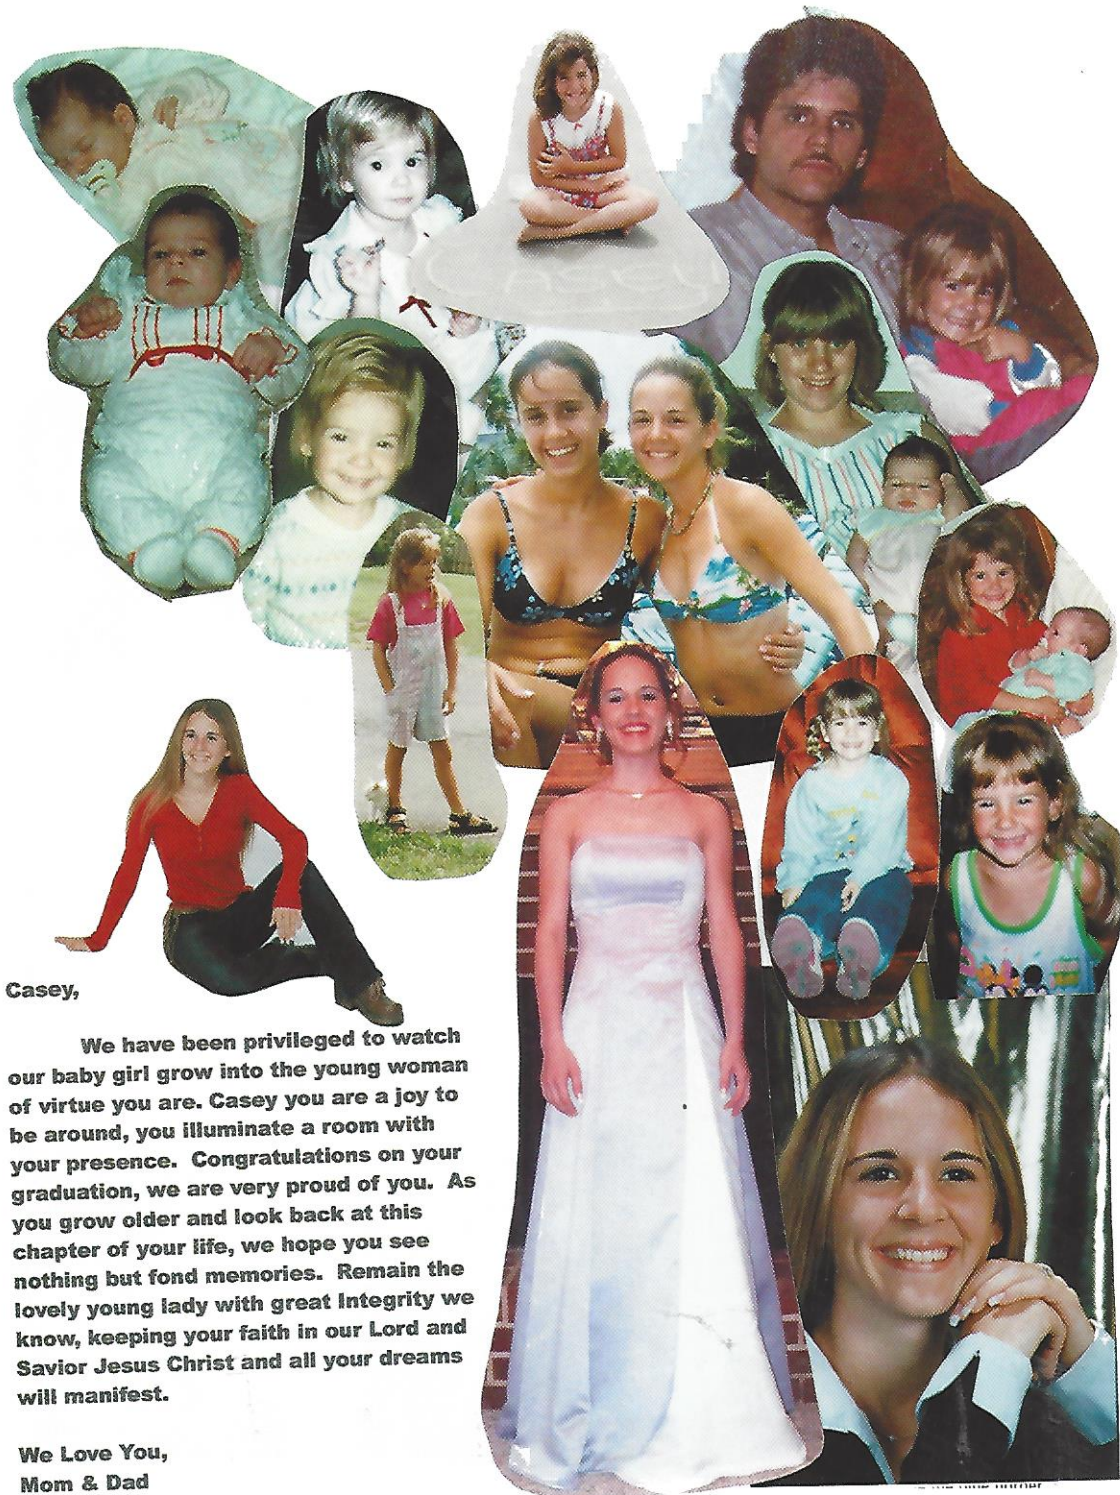 Casey
Casey,
We have been privileged to watch
our baby girl grow into the young woman
of virtue you are. Casey you are a joy to
be around, you illuminate a room with
your presence.  Congratulations on your
graduation, we are very proud of you.  As
you grow older and look back at this
chapter of your life, we hope you see
nothing but fond memories.  Remain the
lovely young lady with great Integrity we
know, keeping your faith in our Lord and
Savior Jesus Christ and all your dreams
will manifest.
We Love You,
Mom & Dad